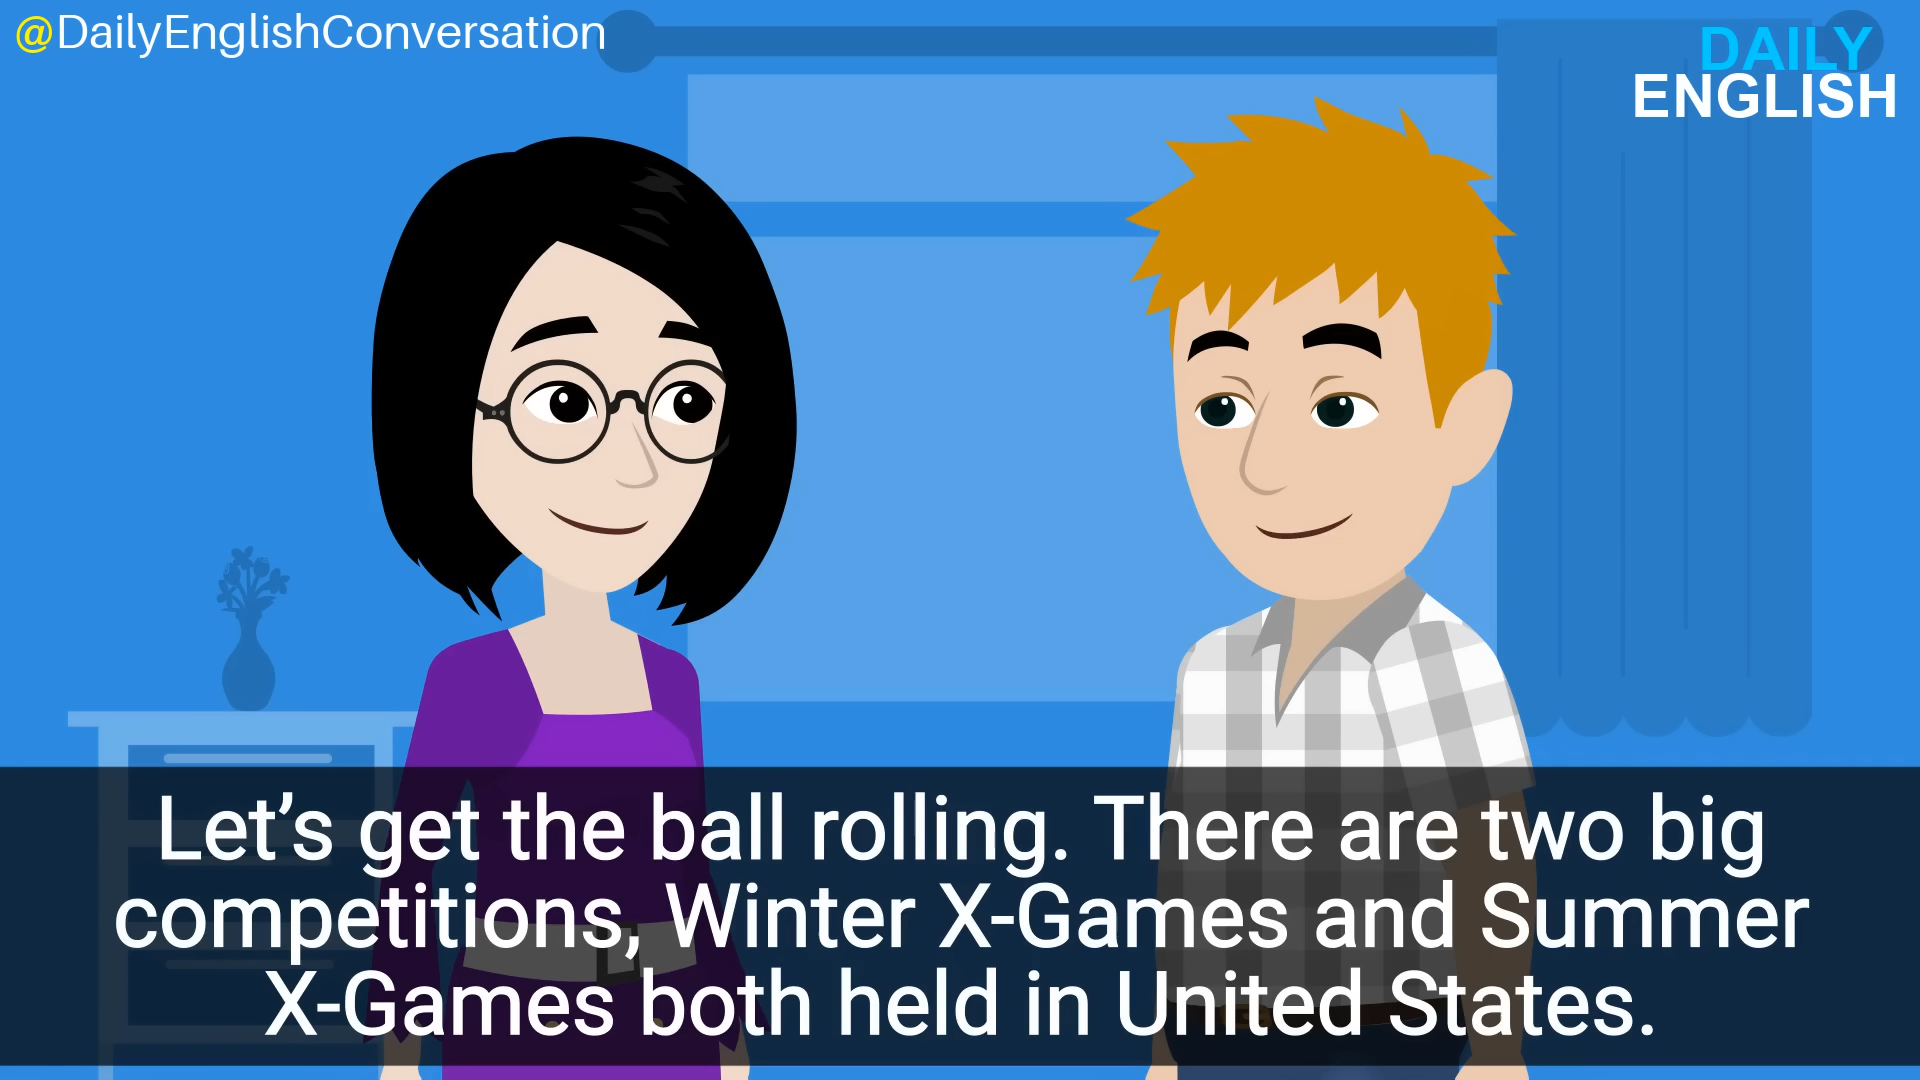 @DailyEnglishConversation
DAILY
ENGLISH
Let’s get the ball rolling. There are two big
competitions, Winter X-Games and Summer
X-Games both held in United States.